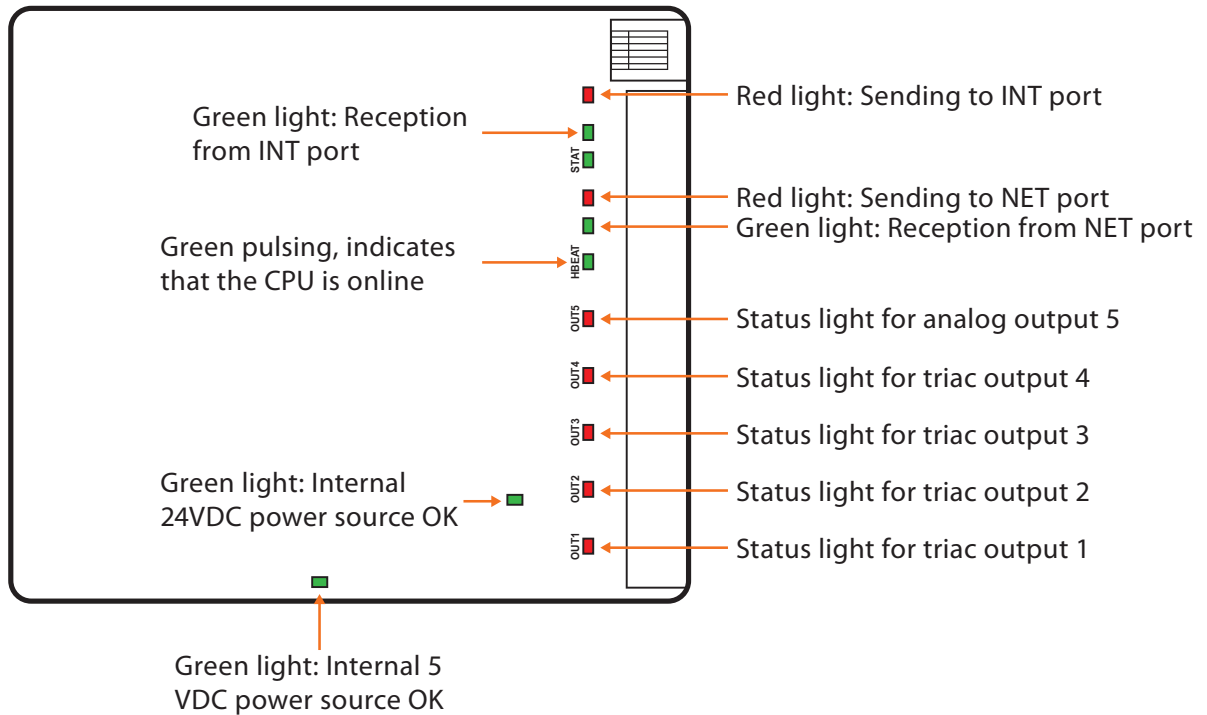 Red light: Sending to INT port
Green light: Reception
from INT port
STAT
Red light: Sending to NET port
Green light: Reception from NET port
Green pulsing, indicates
that the CPU is online
HBEAT
OUT5
Status light for analog output 5
OUT4
Status light for triac output 4
OUT3
Status light for triac output 3
Green light: Internal
24VDC power source OK
OUT2
Status light for triac output 2
OUT1
Status light for triac output 1
Green light: Internal 5
VDC power source OK